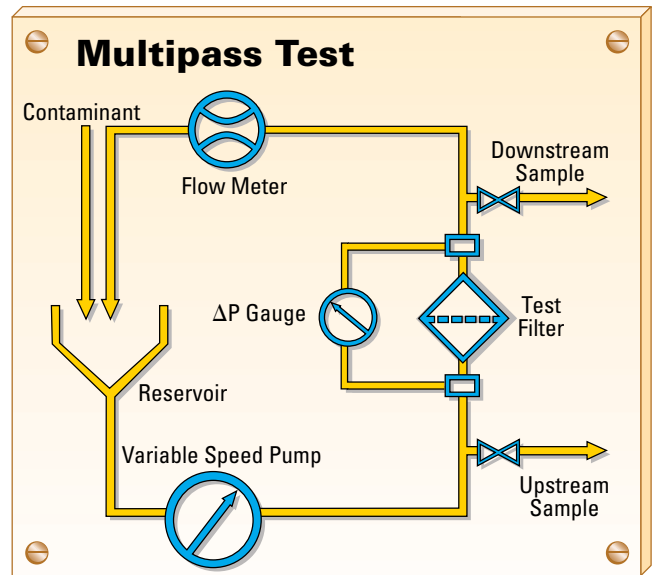 Multipass Test
Contaminant
Flow Meter
Downstream
Sample
ΔP Gauge
Test
Filter
Reservoir
Variable Speed Pump
Upstream
Sample